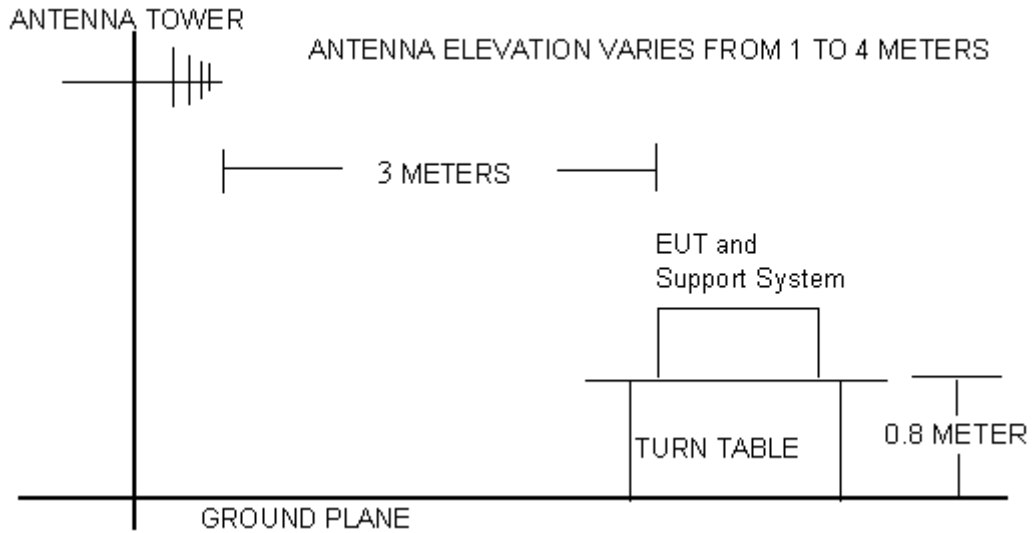 ANTENNA TOWER
ANTENNA ELEVATION VARIES FROM 1 TO 4 METERS
3 METERS
EUT and
Support System
TURN TABLE
0.8 METER
GROUND PLANE